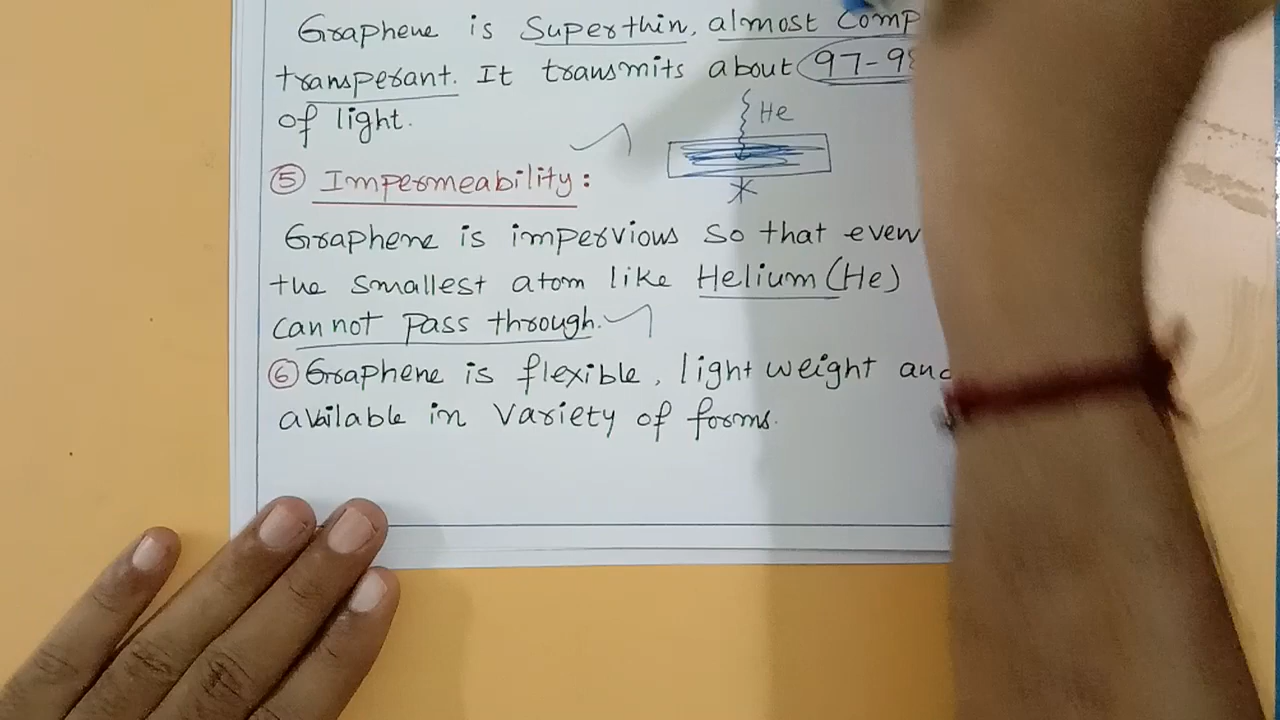 Graphene is Superthin, almost Comp
transperant. It transmits about 97-98
of light.
He
⑤ Impermeability:
Graphene is impervious so that even
the smallest atom like Helium (He)
cannot pass through.
⑥ Graphene is flexible, light weight and
available in variety of forms.